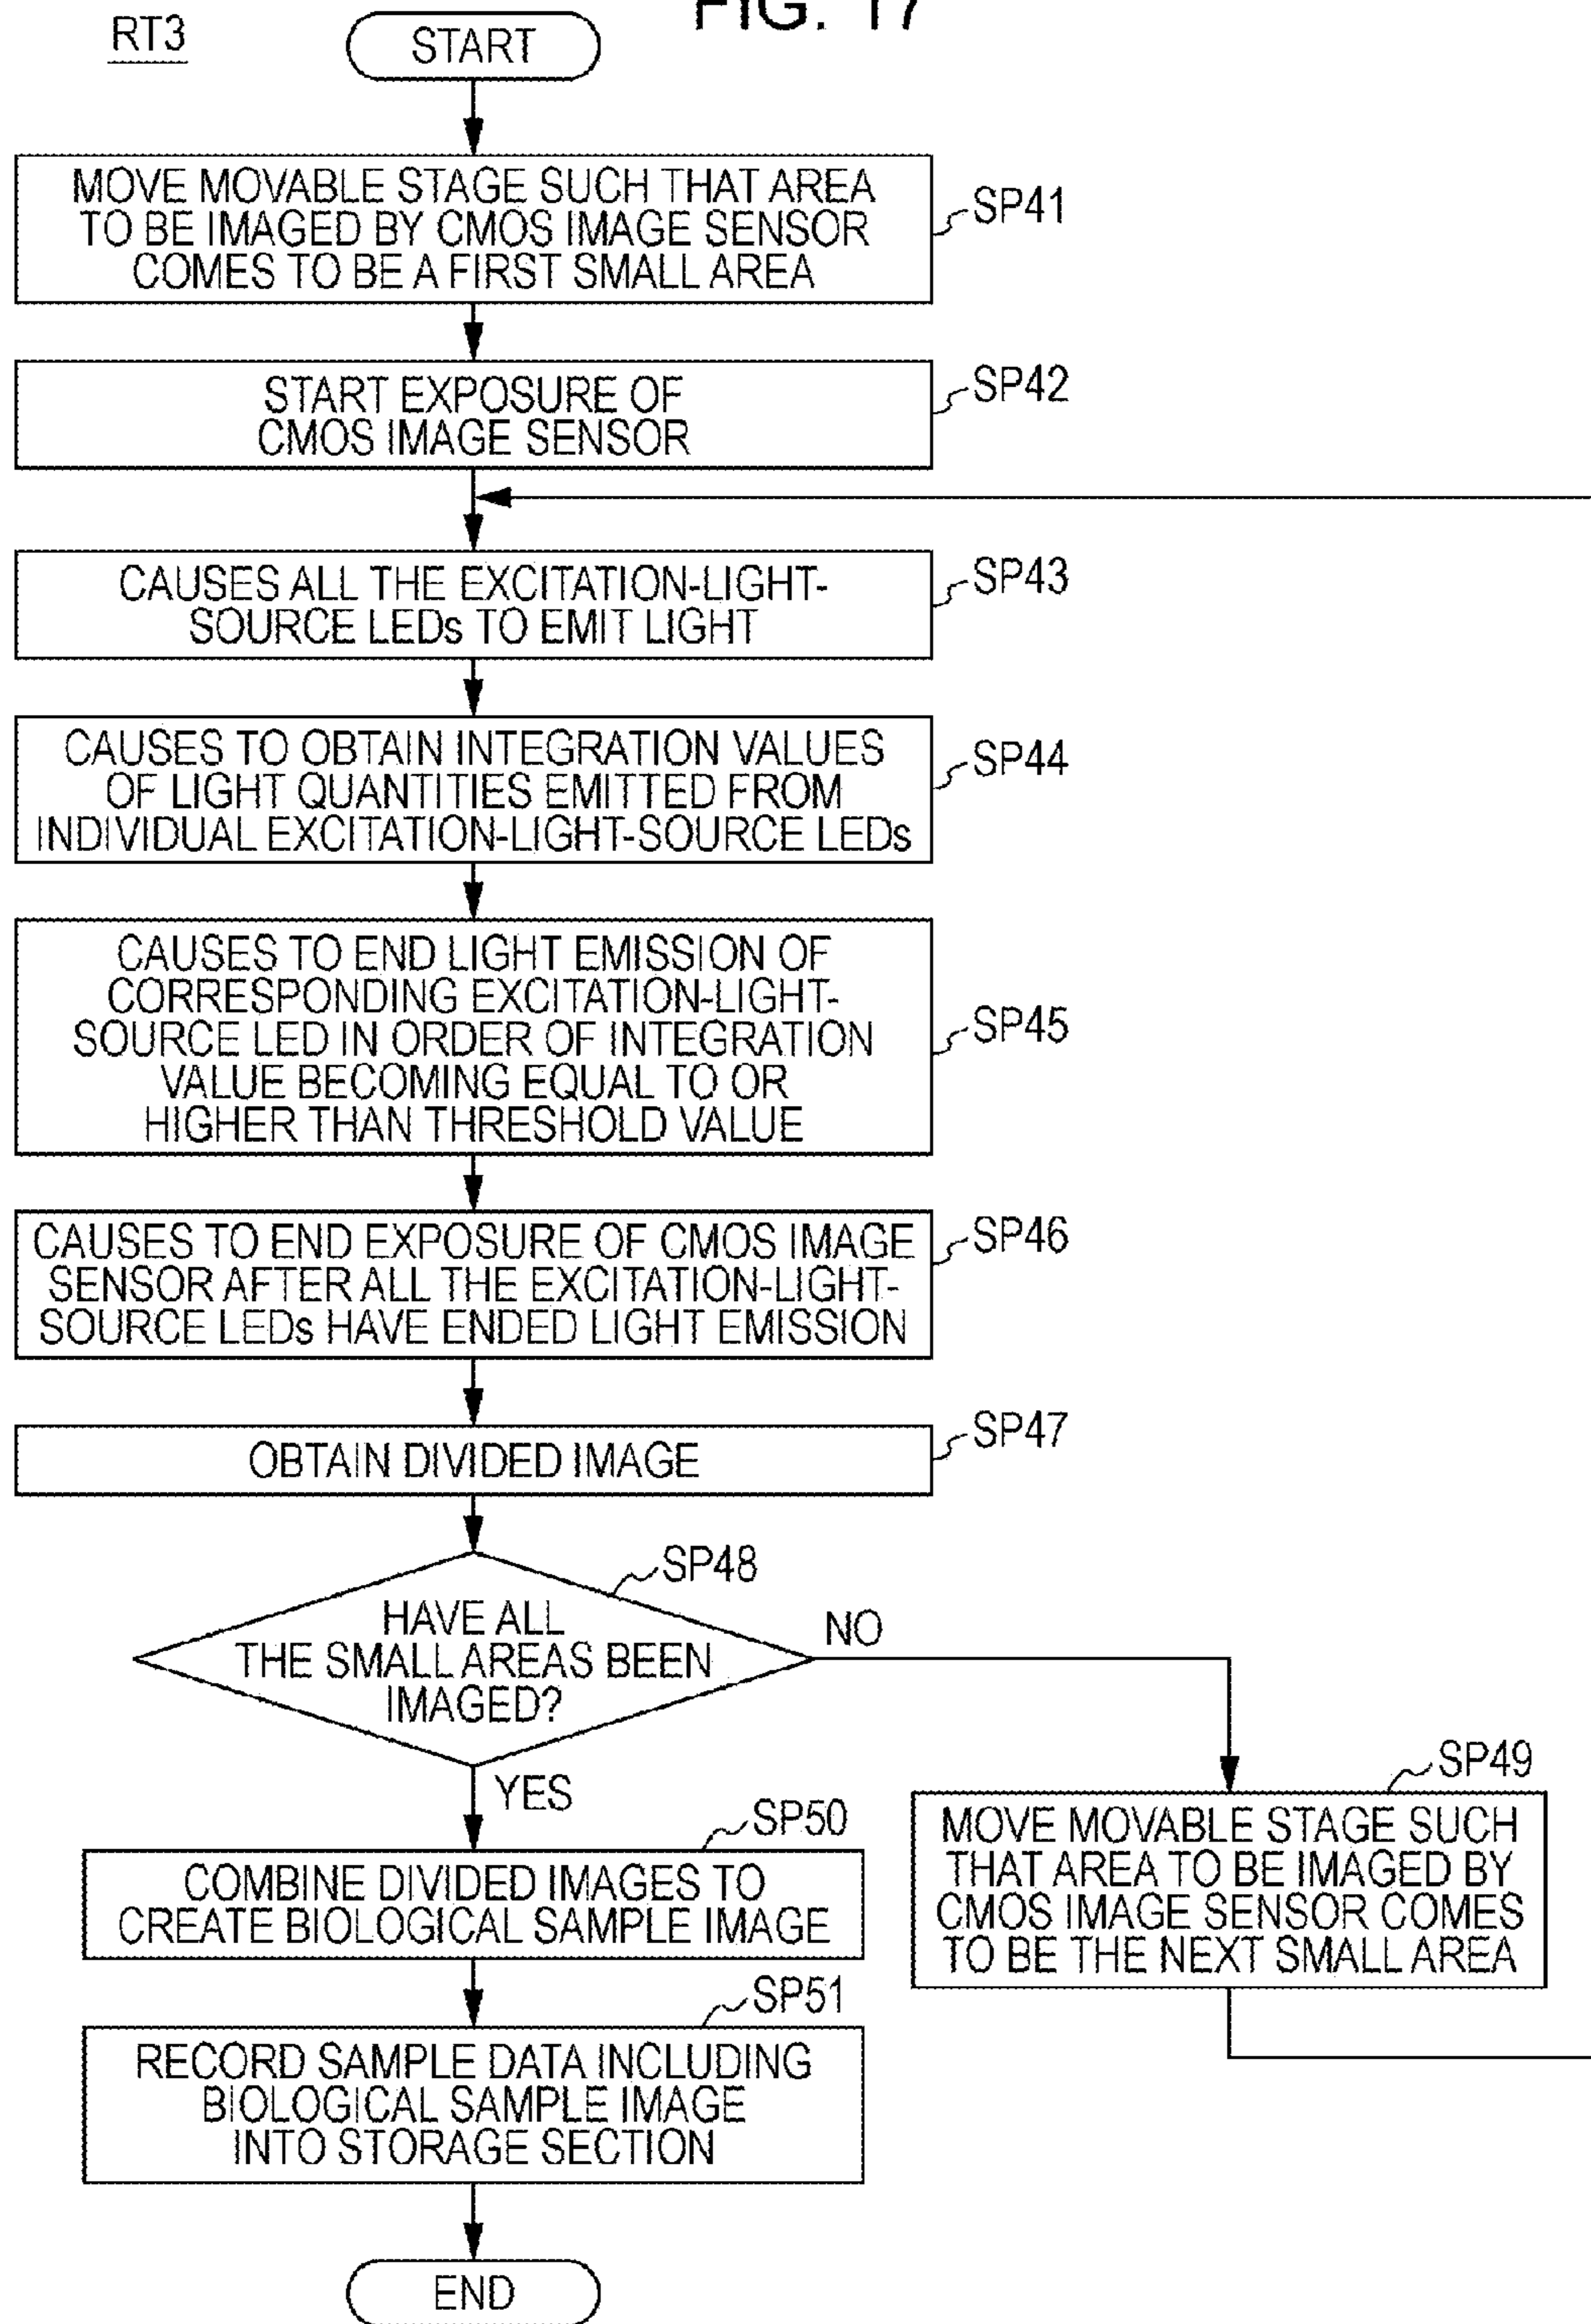 FIG. 17
RT3
START
MOVE MOVABLE STAGE SUCH THAT AREA
TO BE IMAGED BY CMOS IMAGE SENSOR
COMES TO BE A FIRST SMALL AREA
SP41
START EXPOSURE OF
CMOS IMAGE SENSOR
SP42
CAUSES ALL THE EXCITATION-LIGHT-
SOURCE LEDs TO EMIT LIGHT
SP43
CAUSES TO OBTAIN INTEGRATION VALUES
OF LIGHT QUANTITIES EMITTED FROM
INDIVIDUAL EXCITATION-LIGHT-SOURCE LEDs
SP44
CAUSES TO END LIGHT EMISSION OF
CORRESPONDING EXCITATION-LIGHT-
SOURCE LED IN ORDER OF INTEGRATION
VALUE BECOMING EQUAL TO OR
HIGHER THAN THRESHOLD VALUE
SP45
CAUSES TO END EXPOSURE OF CMOS IMAGE
SENSOR AFTER ALL THE EXCITATION-LIGHT-
SOURCE LEDs HAVE ENDED LIGHT EMISSION
SP46
OBTAIN DIVIDED IMAGE
SP47
SP48
HAVE ALL
THE SMALL AREAS BEEN
IMAGED?
NO
YES
SP49
MOVE MOVABLE STAGE SUCH
THAT AREA TO BE IMAGED BY
CMOS IMAGE SENSOR COMES
TO BE THE NEXT SMALL AREA
SP50
COMBINE DIVIDED IMAGES TO
CREATE BIOLOGICAL SAMPLE IMAGE
SP51
RECORD SAMPLE DATA INCLUDING
BIOLOGICAL SAMPLE IMAGE
INTO STORAGE SECTION
END